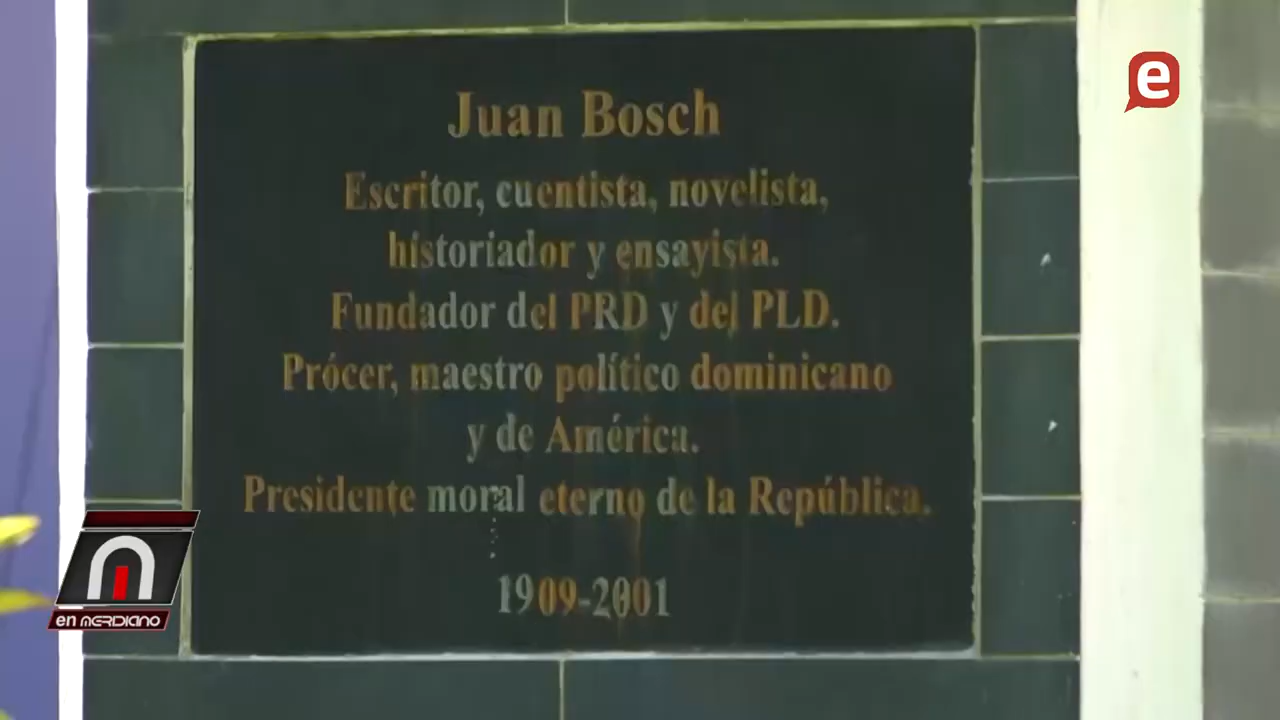 Juan Bosch
Escritor, cuentista, novelista,
historiador y ensayista.
Fundador del PRD y del PLD.
Prócer, maestro político dominicano
y de América.
Presidente moral eterno de la República.
1909-2001
e
en MERIDIANO